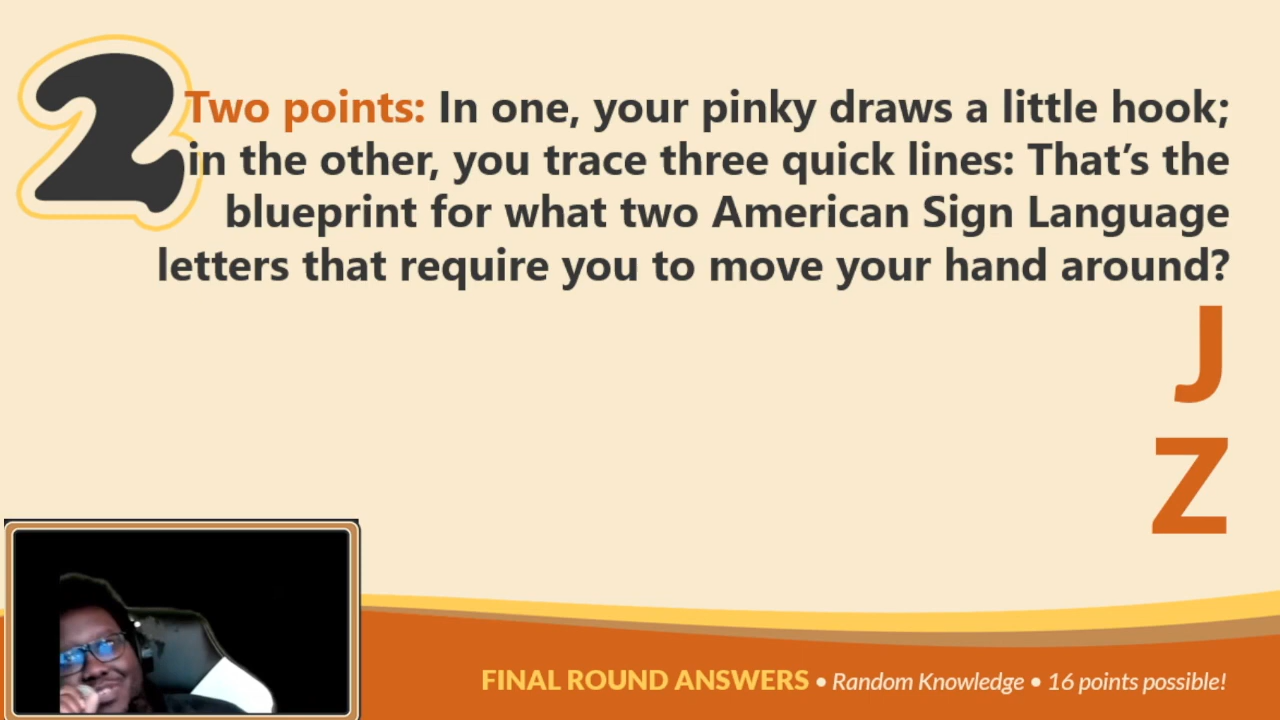 2
Two points: In one, your pinky draws a little hook;
in the other, you trace three quick lines: That’s the
blueprint for what two American Sign Language
letters that require you to move your hand around?
J
Z
FINAL ROUND ANSWERS • Random Knowledge • 16 points possible!